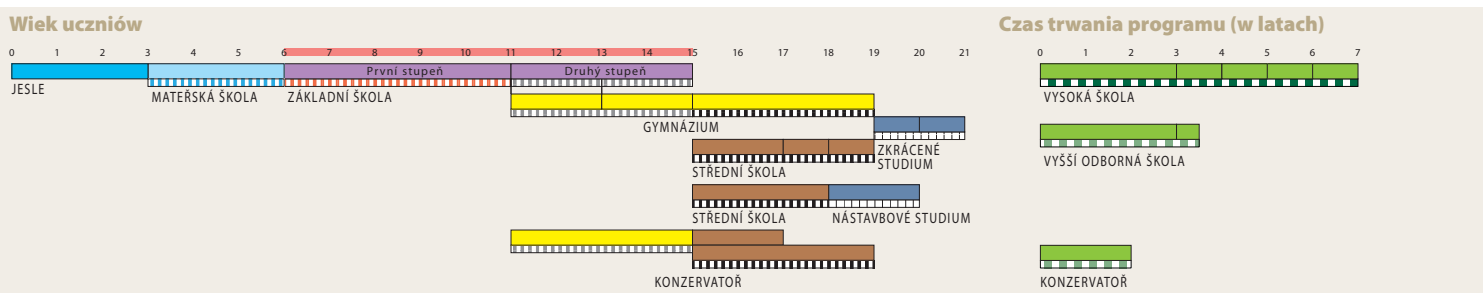 Wiek uczniów
Czas trwania programu (w latach)
0 1 2 3 4 5 6 7 8 9 10 11 12 13 14 15 16 17 18 19 20 21
0 1 2 3 4 5 6 7
První stupeň
Druhý stupeň
JESLE
MATEŘSKÁ ŠKOLA
ZÁKLADNÍ ŠKOLA
VYSOKÁ ŠKOLA
GYMNÁZIUM
ZKRÁCENÉ
STUDIUM
VYŠŠÍ ODBORNÁ ŠKOLA
STŘEDNÍ ŠKOLA
STŘEDNÍ ŠKOLA
NÁSTAVBOVÉ STUDIUM
KONZERVATOŘ
KONZERVATOŘ